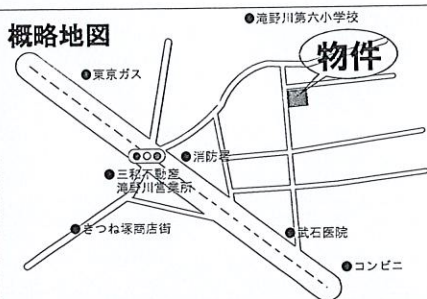 概略地図
滝野川第六小学校
物件
東京ガス
消防署
三和不動産
滝野川営業所
きつね塚商店街
武石医院
コンビニ